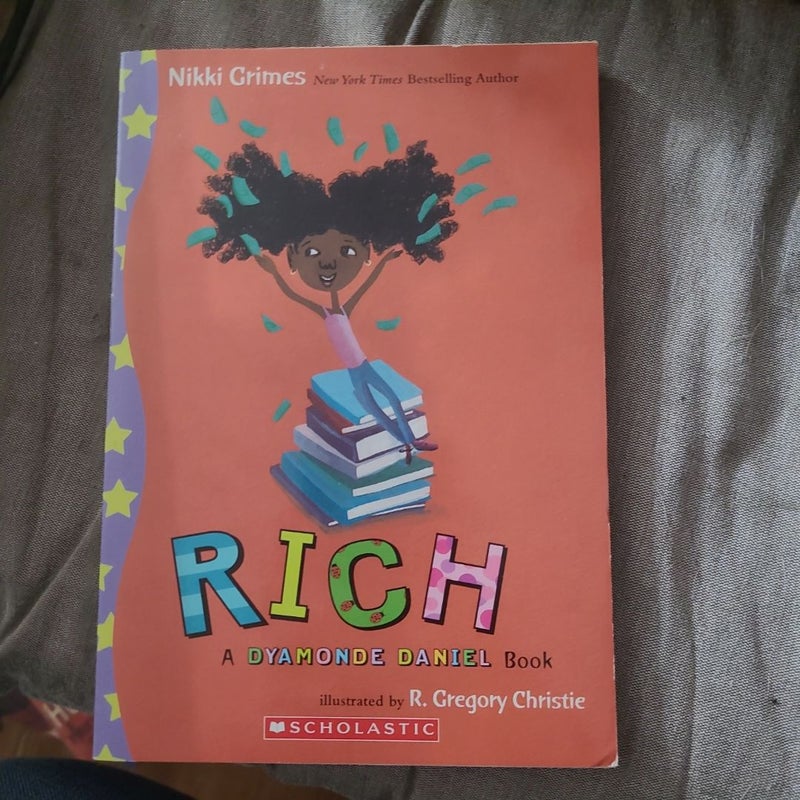 Nikki Grimes New York Times Bestselling Author
RICH
A DYAMONDE DANIEL Book
illustrated by R. Gregory Christie
SCHOLASTIC